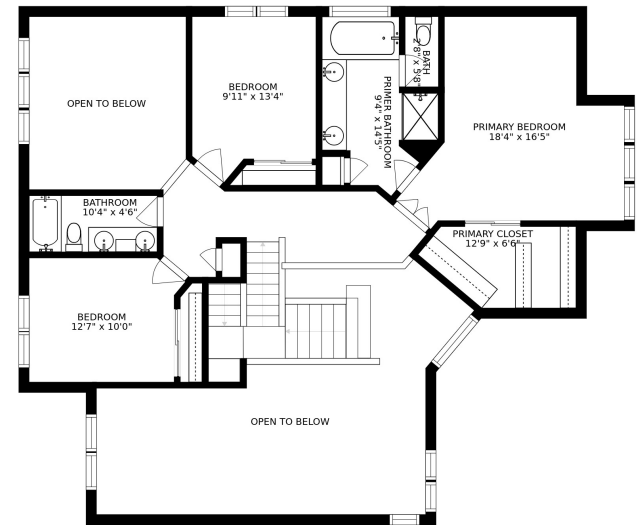 OPEN TO BELOW
BEDROOM
9'11" x 13'4"
PRIMER BATHROOM
9'4" x 14'5"
BATH
2'8" x 5'8"
PRIMARY BEDROOM
18'4" x 16'5"
BATHROOM
10'4" x 4'6"
PRIMARY CLOSET
12'9" x 6'6"
BEDROOM
12'7" x 10'0"
OPEN TO BELOW